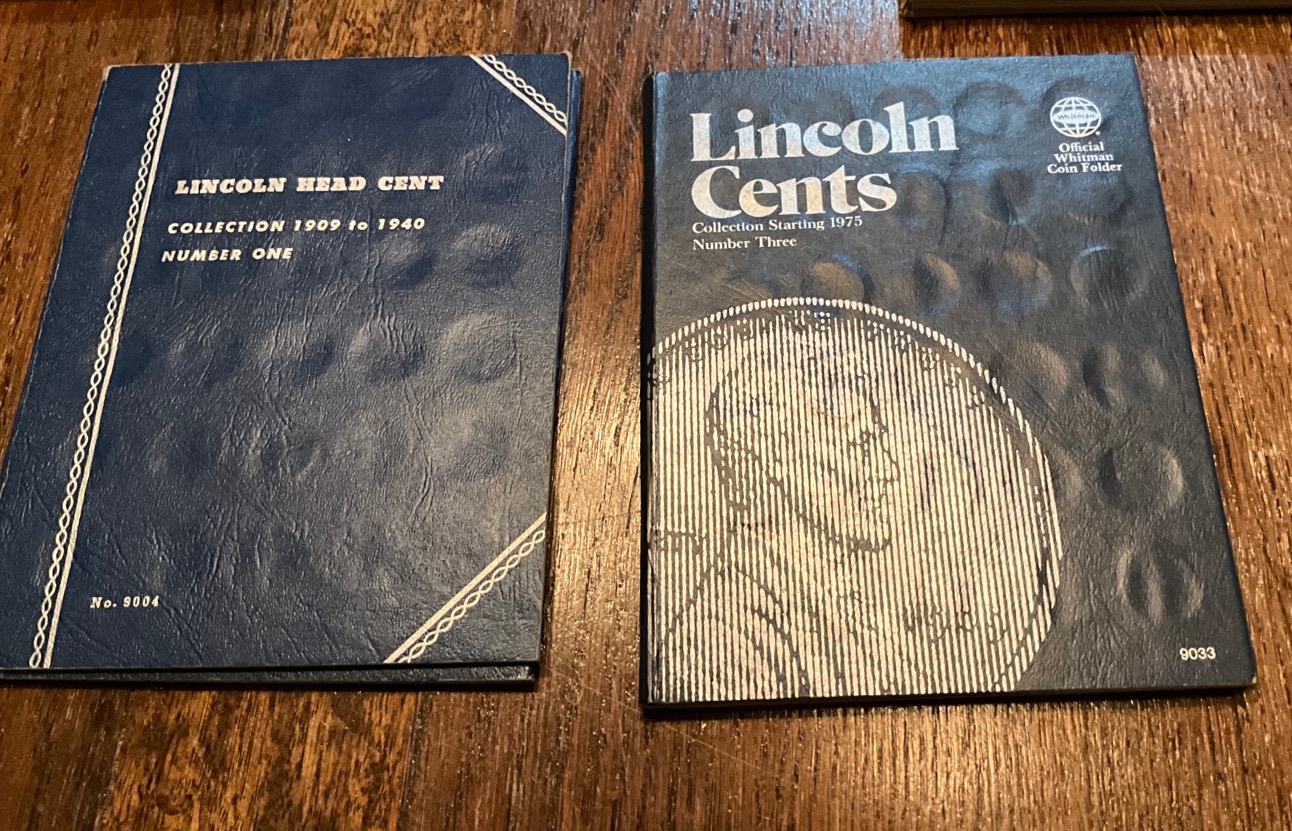 LINCOLN HEAD CENT
COLLECTION 1909 to 1940
NUMBER ONE
No. 9004
Lincoln
Cents
Collection Starting 1975
Number Three
Whitman
Official
Whitman
Coin Folder
9033